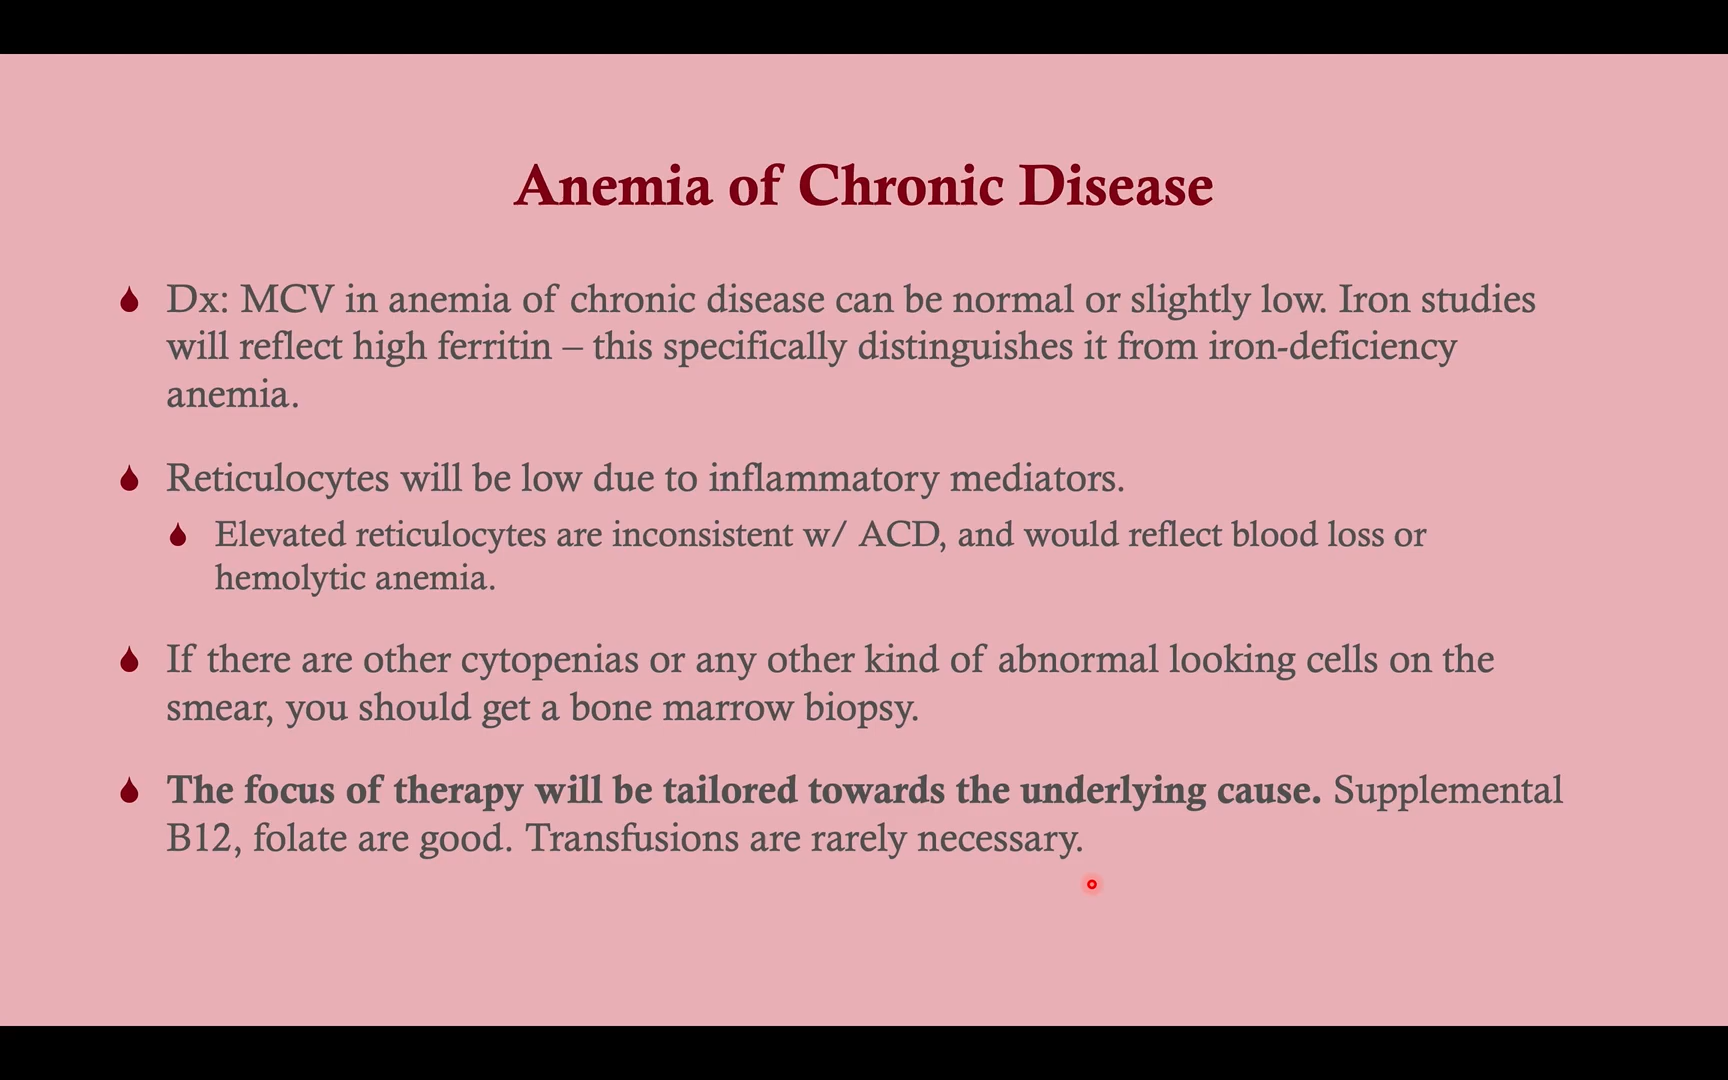 Anemia of Chronic Disease
Dx: MCV in anemia of chronic disease can be normal or slightly low. Iron studies
will reflect high ferritin – this specifically distinguishes it from iron-deficiency
anemia.
Reticulocytes will be low due to inflammatory mediators.
Elevated reticulocytes are inconsistent w/ ACD, and would reflect blood loss or
hemolytic anemia.
If there are other cytopenias or any other kind of abnormal looking cells on the
smear, you should get a bone marrow biopsy.
The focus of therapy will be tailored towards the underlying cause. Supplemental
B12, folate are good. Transfusions are rarely necessary.